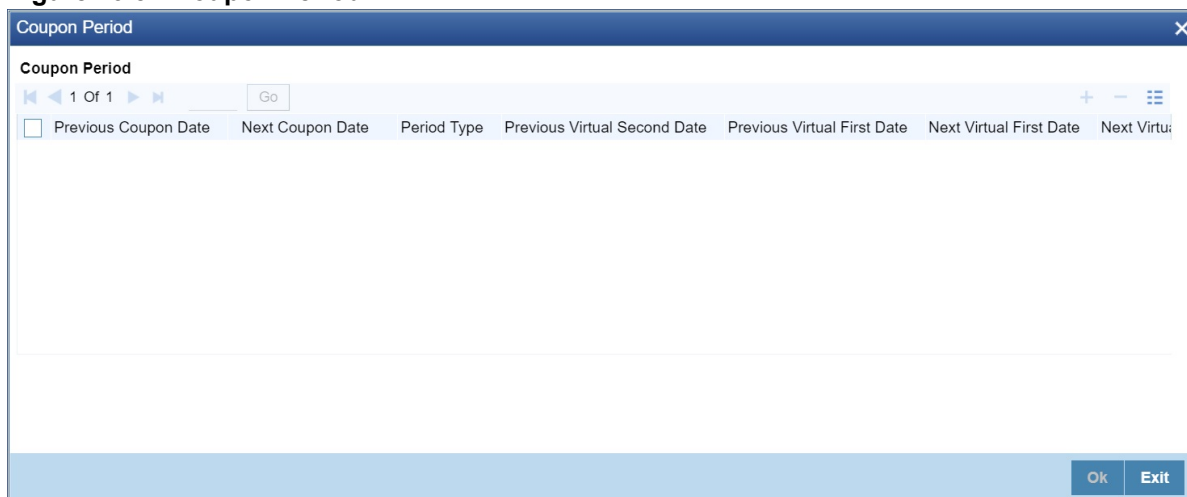 Coupon Period
Coupon Period
1 Of 1 Go
Previous Coupon Date Next Coupon Date Period Type Previous Virtual Second Date Previous Virtual First Date Next Virtual First Date Next
Ok Exit